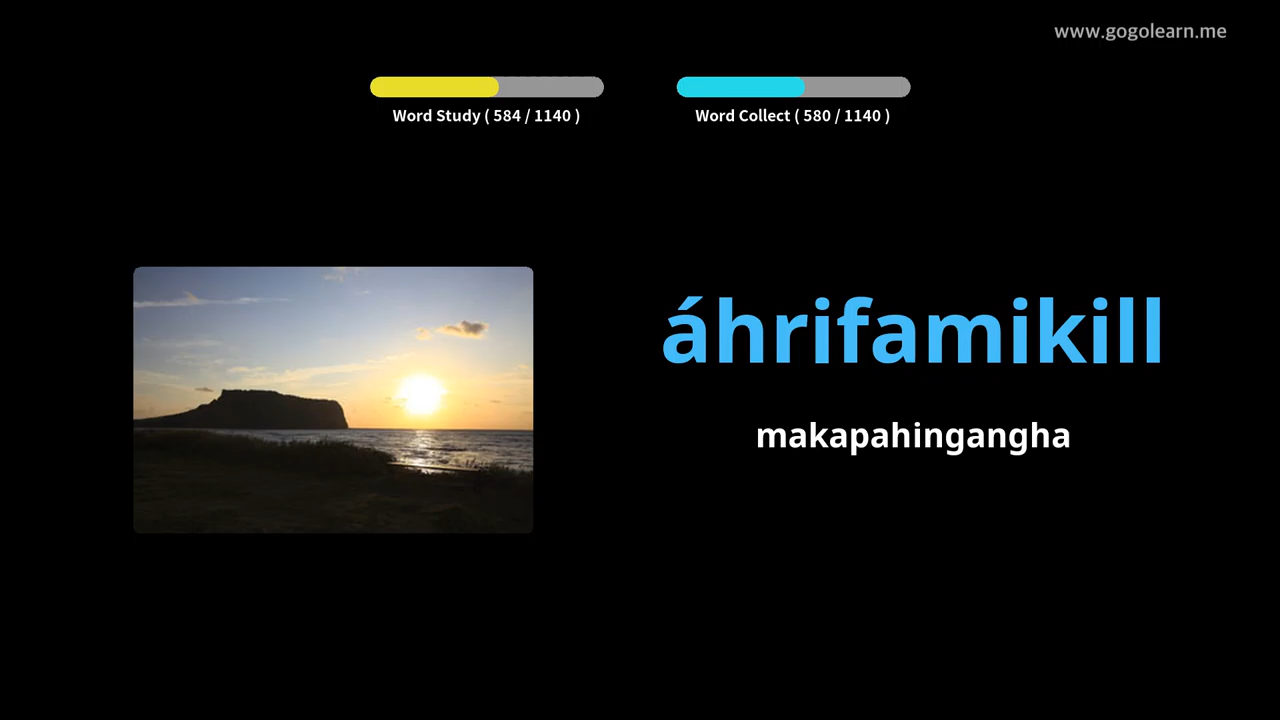 www.gogolearn.me
Word Study ( 584 / 1140 )
Word Collect ( 580 / 1140 )
áhrifamikill
makapahingangha